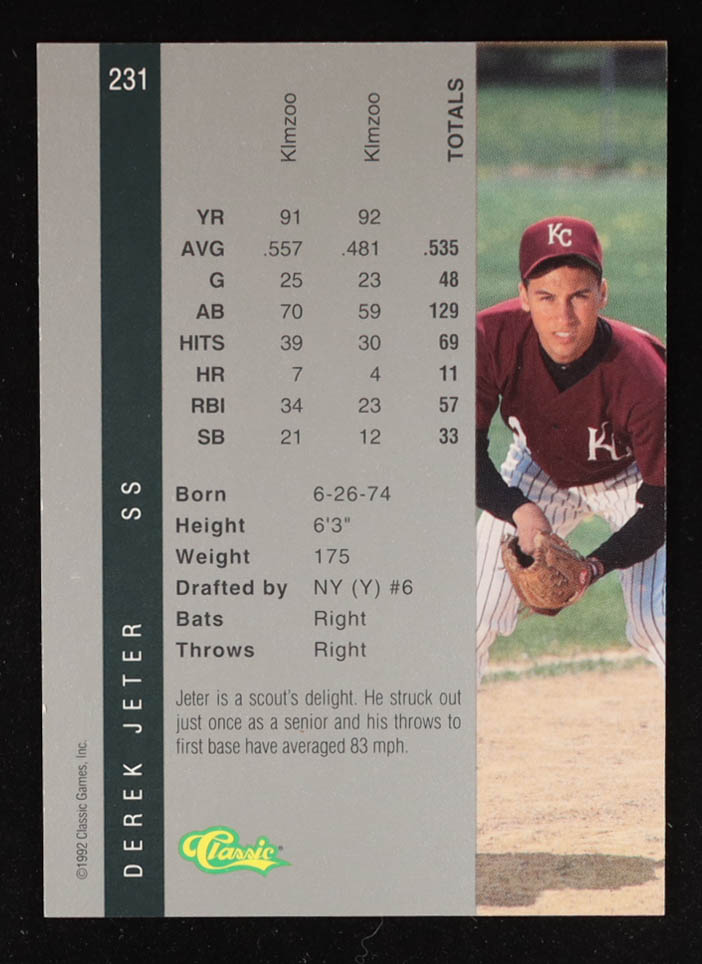 231
DEREK JETER SS
©1992 Classic Games, Inc.
Klmzoo Klmzoo TOTALS
YR 91 92
AVG .557 .481 .535
G 25 23 48
AB 70 59 129
HITS 39 30 69
HR 7 4 11
RBI 34 23 57
SB 21 12 33
Born 6-26-74
Height 6'3"
Weight 175
Drafted by NY (Y) #6
Bats Right
Throws Right
Jeter is a scout's delight. He struck out
just once as a senior and his throws to
first base have averaged 83 mph.
Classic®
KC
KC